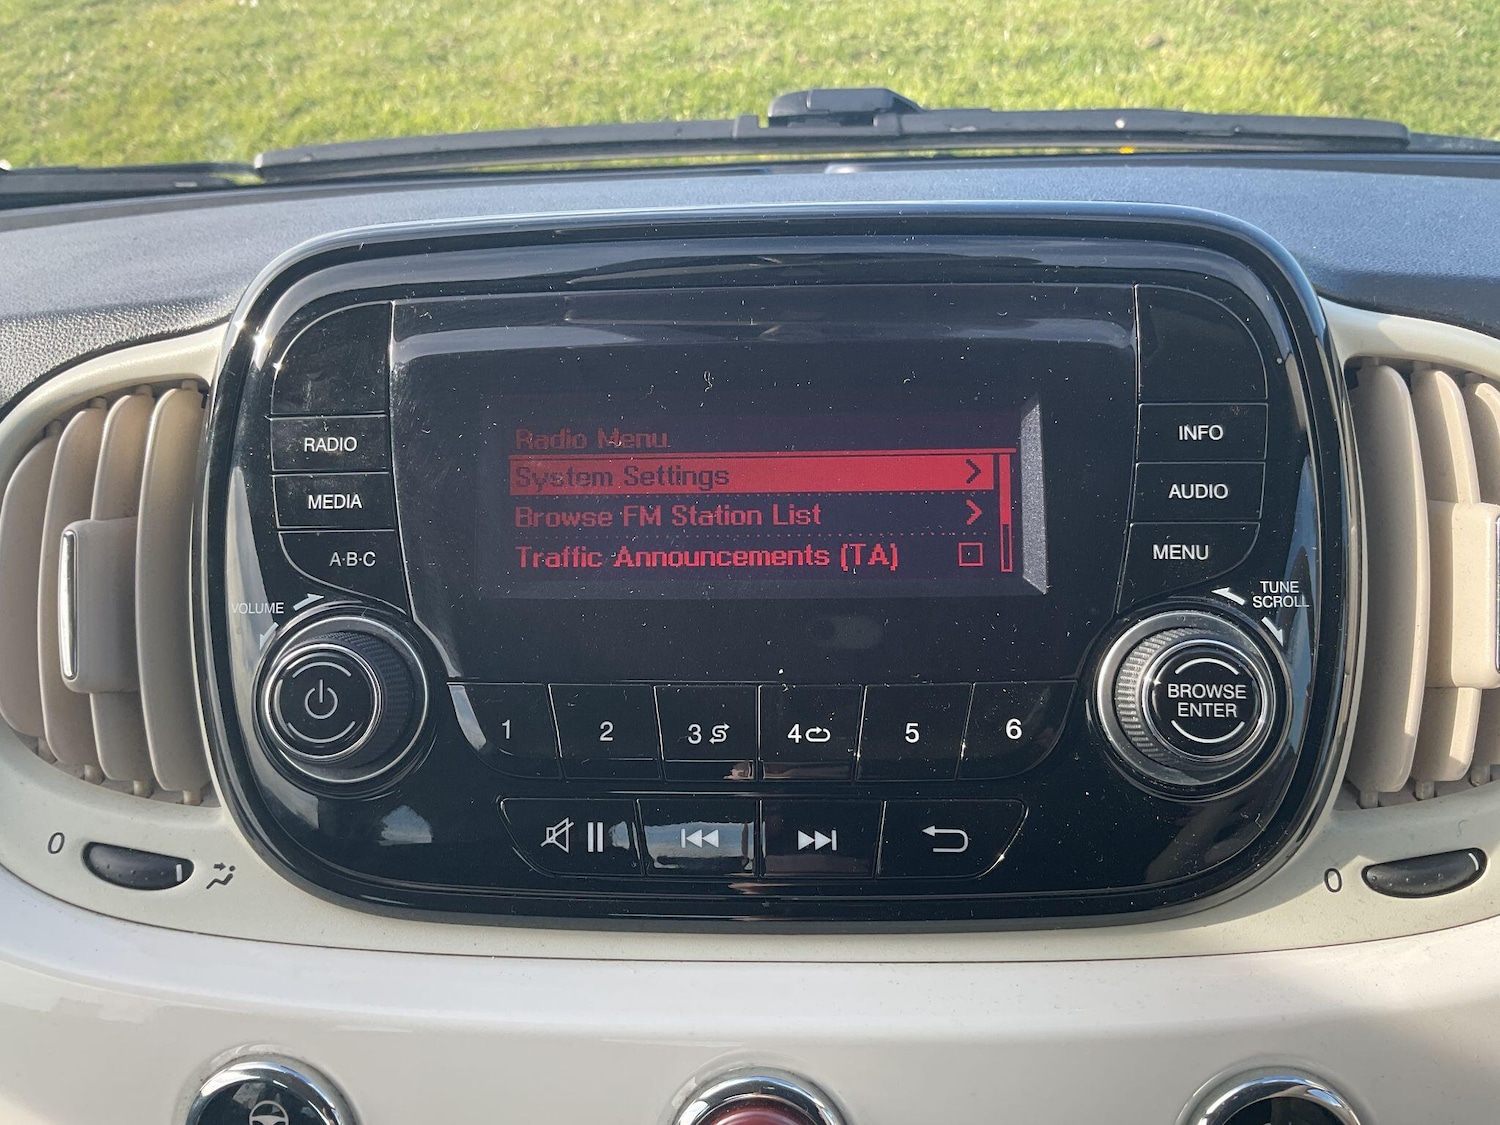 Radio Menu
System Settings
Browse FM Station List
Traffic Announcements (TA)
RADIO
MEDIA
A·B·C
VOLUME
INFO
AUDIO
MENU
TUNE
SCROLL
BROWSE
ENTER
1
2
3
4
5
6
0
0